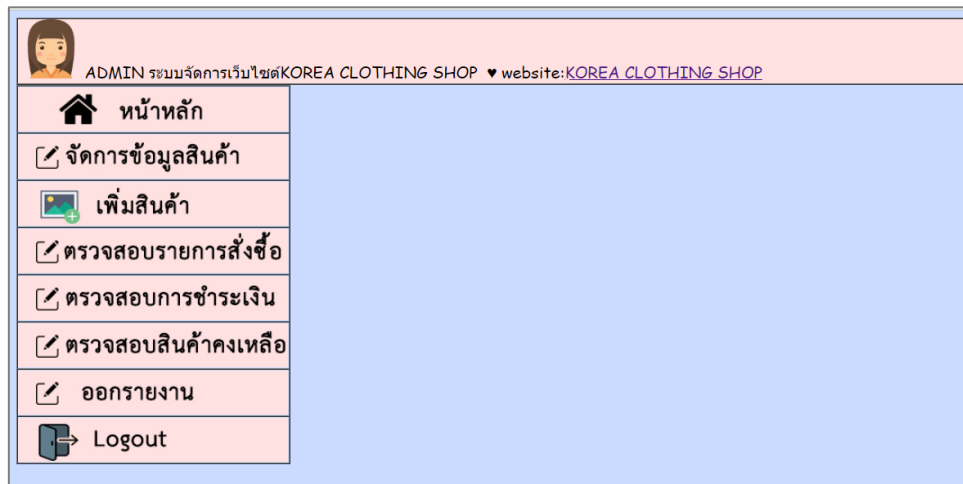 ADMIN ระบบจัดการเว็บไซต์KOREA CLOTHING SHOP ♥ website:KOREA CLOTHING SHOP
หน้าหลัก
จัดการข้อมูลสินค้า
เพิ่มสินค้า
ตรวจสอบรายการสั่งซื้อ
ตรวจสอบการชำระเงิน
ตรวจสอบสินค้าคงเหลือ
ออกรายงาน
Logout